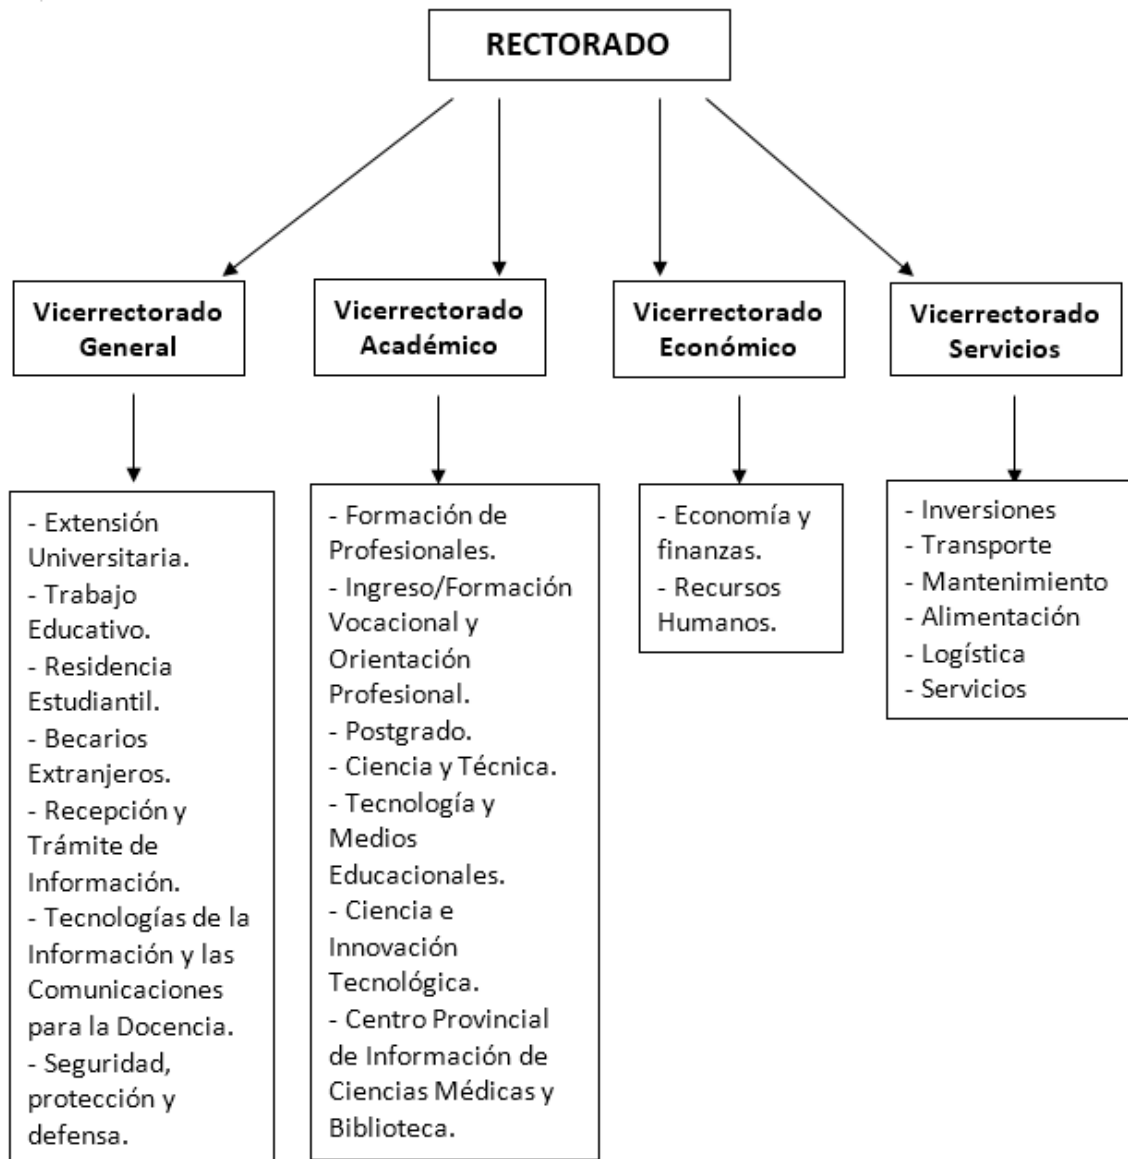 RECTORADO
Vicerrectorado
General
Vicerrectorado
Académico
Vicerrectorado
Económico
Vicerrectorado
Servicios
- Extensión
Universitaria.
- Trabajo
Educativo.
- Residencia
Estudiantil.
- Becarios
Extranjeros.
- Recepción y
Trámite de
Información.
- Tecnologías de la
Información y las
Comunicaciones
para la Docencia.
- Seguridad,
protección y
defensa.
- Formación de
Profesionales.
- Ingreso/Formación
Vocacional y
Orientación
Profesional.
- Postgrado.
- Ciencia y Técnica.
- Tecnología y
Medios
Educacionales.
- Ciencia e
Innovación
Tecnológica.
- Centro Provincial
de Información de
Ciencias Médicas y
Biblioteca.
- Economía y
finanzas.
- Recursos
Humanos.
- Inversiones
- Transporte
- Mantenimiento
- Alimentación
- Logística
- Servicios